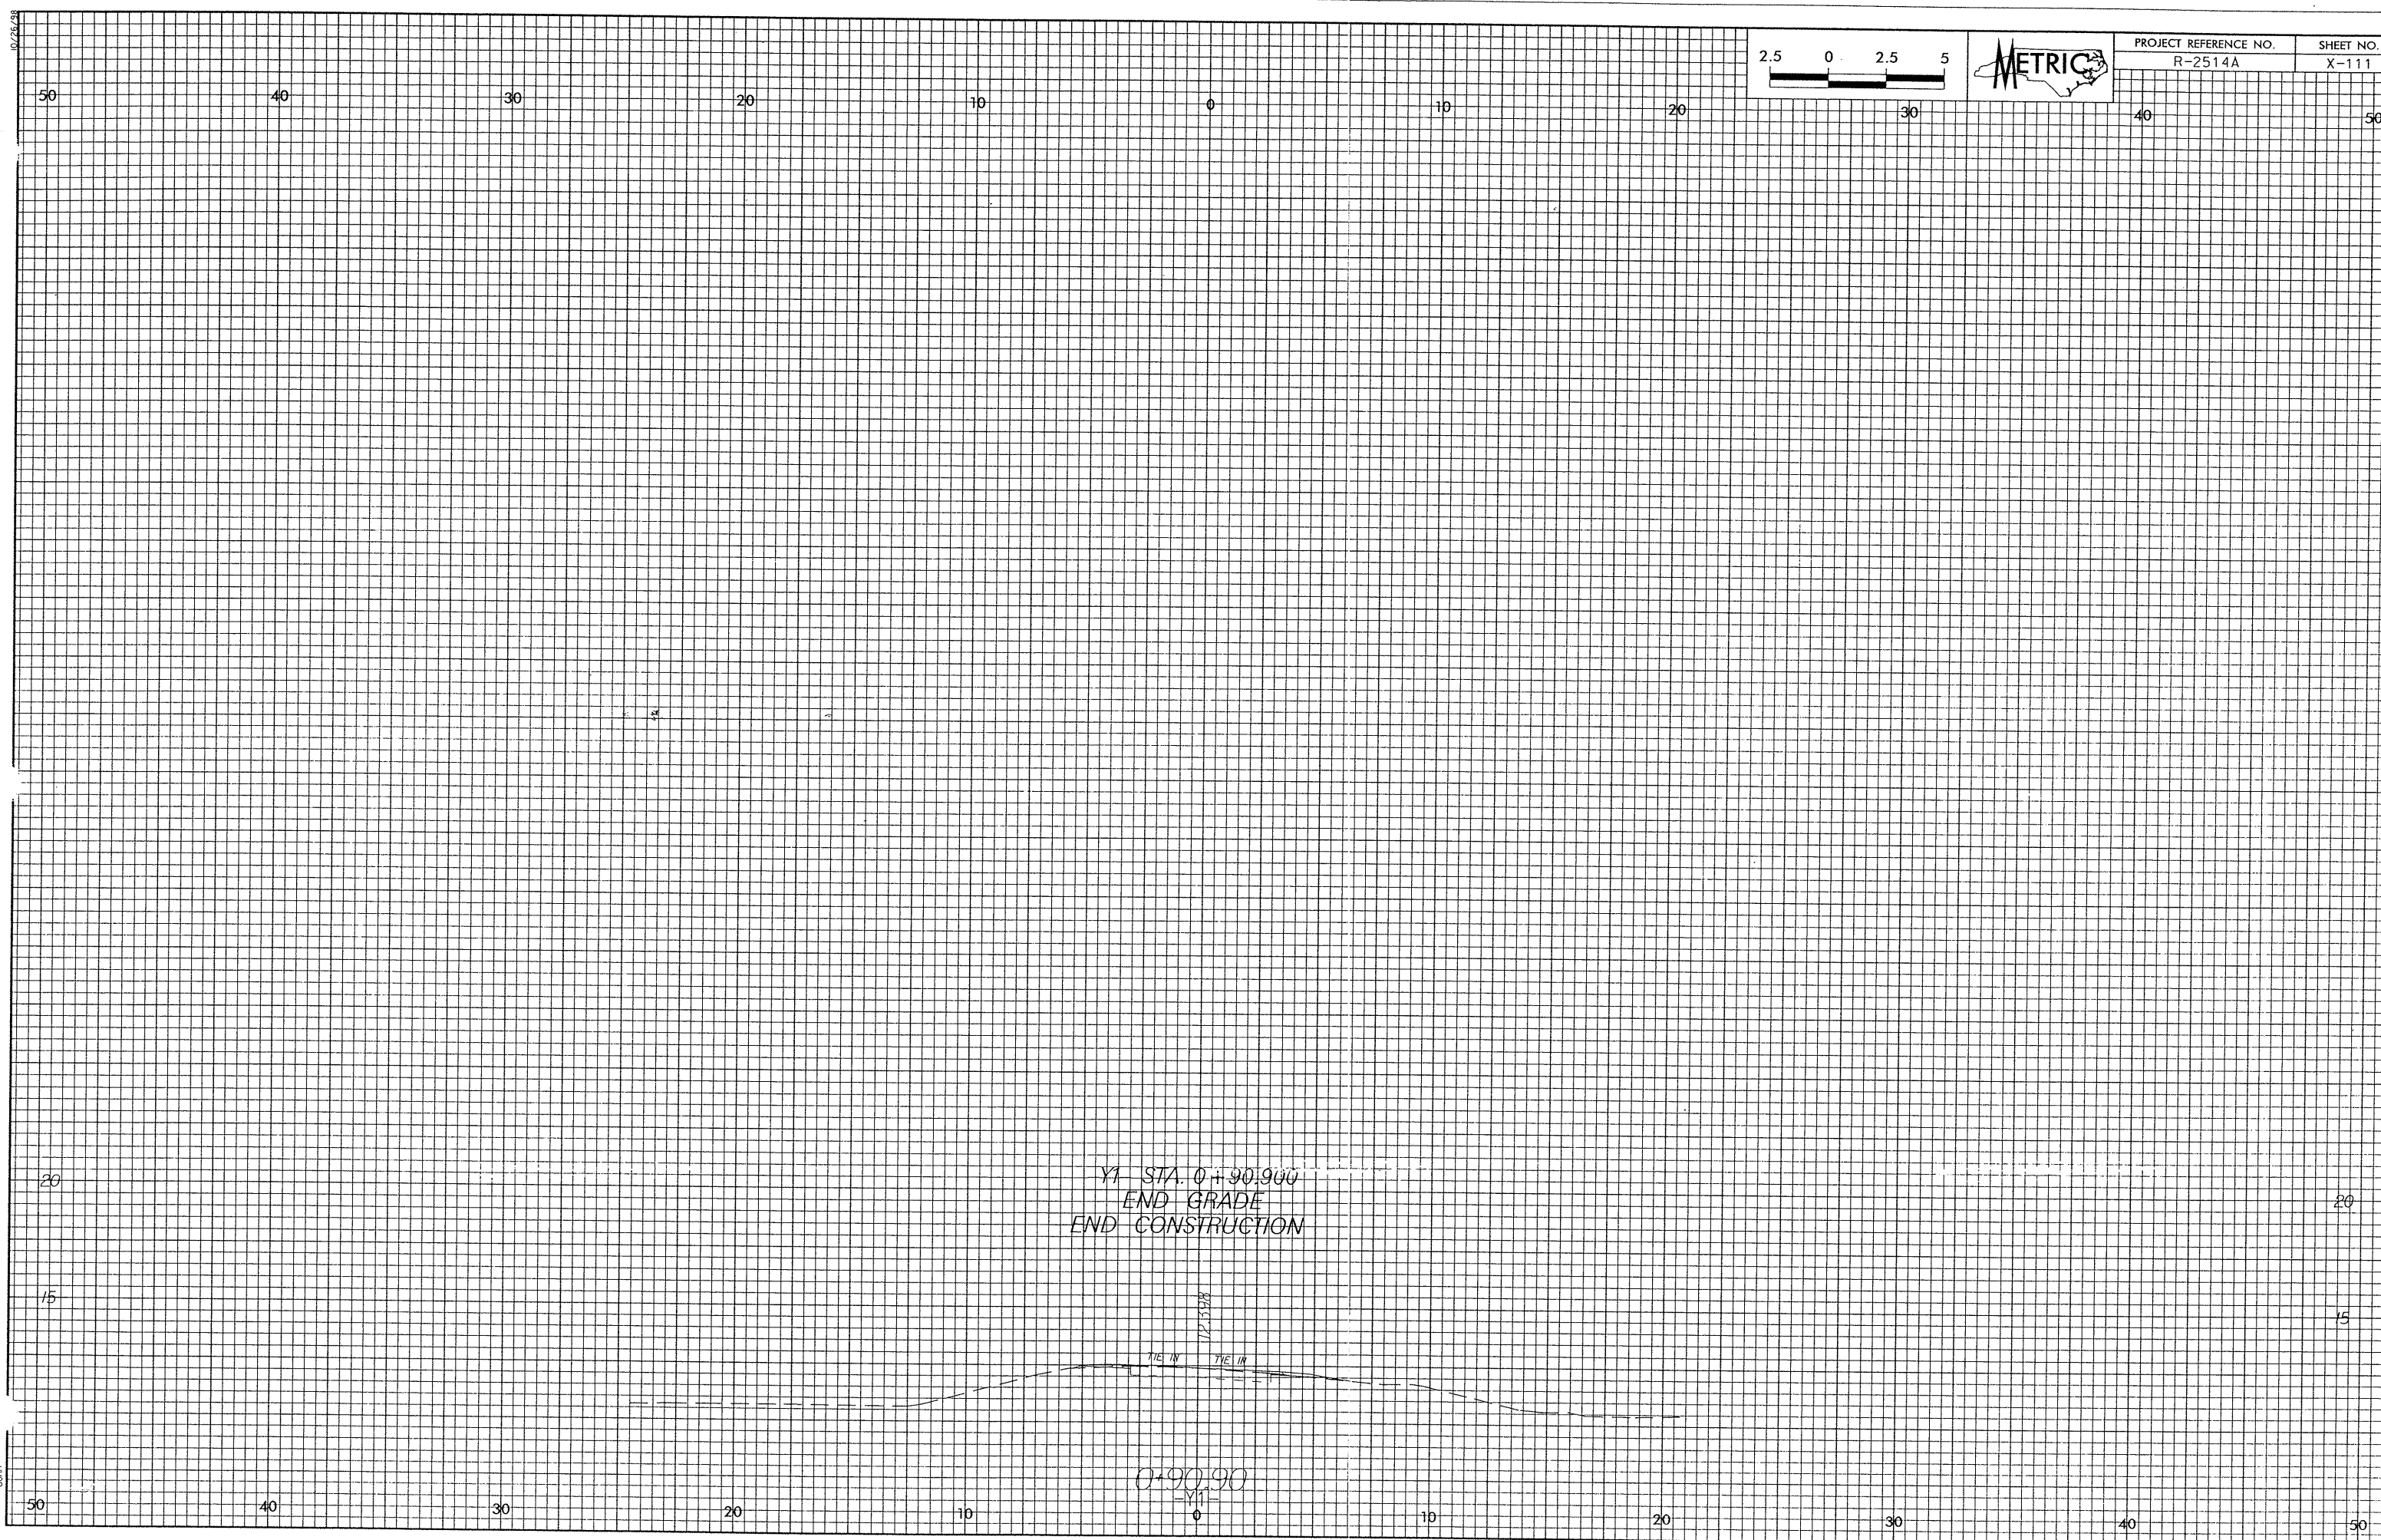 10/26/98
2.5 0 2.5 5
METRIC
PROJECT REFERENCE NO. SHEET NO.
R-2514A X-111
50 40 30 20 10 0 10 20 30 40 50
20 20
Y1 STA. 0+90.900
END GRADE
END CONSTRUCTION
15 15
12.398
TIE IN TIE IN
0+90.90
-Y1-
50 40 30 20 10 0 10 20 30 40 50